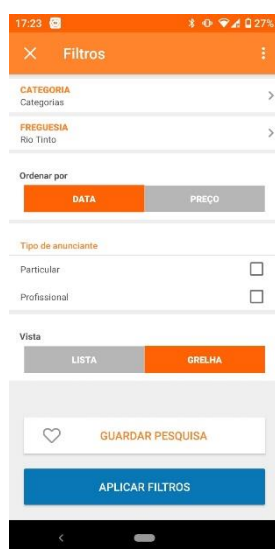 17:23 27%
Filtros
CATEGORIA
Categorias
FREGUESIA
Rio Tinto
Ordenar por
DATA PREÇO
Tipo de anunciante
Particular
Profissional
Vista
LISTA GRELHA
GUARDAR PESQUISA
APLICAR FILTROS